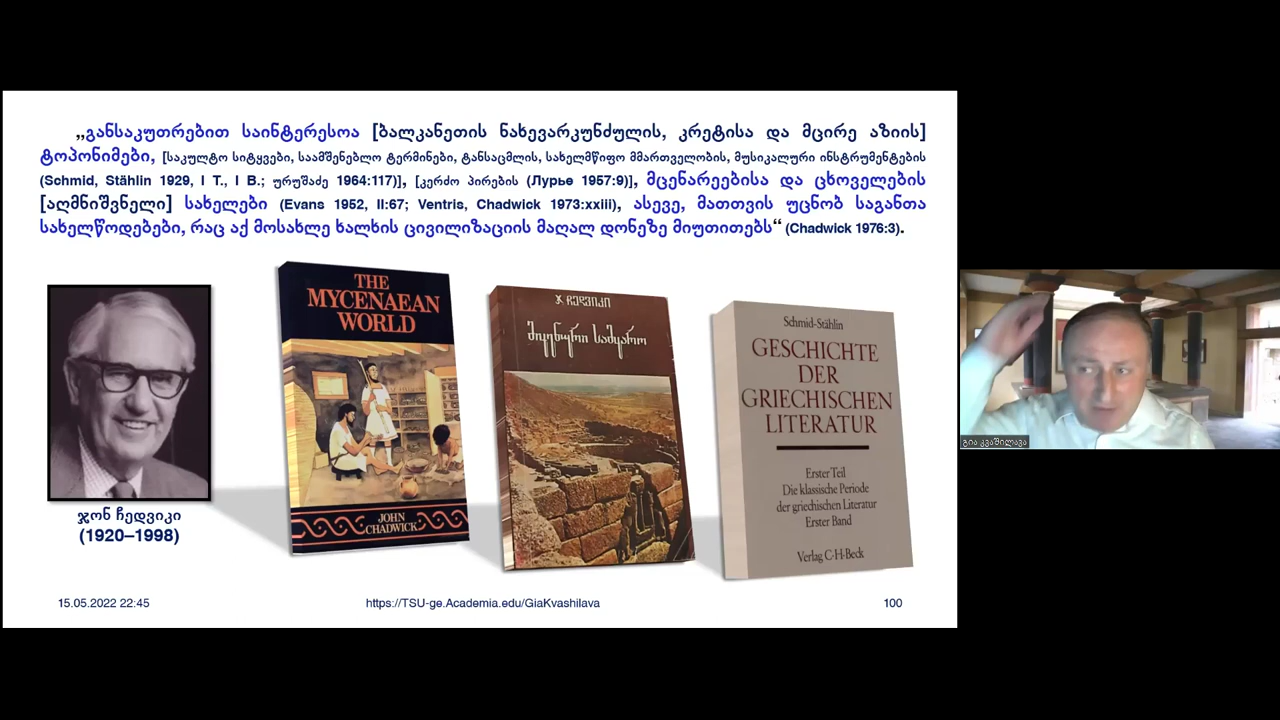 „განსაკუთრებით საინტერესოა [ბალკანეთის ნახევარკუნძულის, კრეტისა და მცირე აზიის]
ტოპონიმები, [საკულტო სიტყვები, საამშენებლო ტერმინები, ტანსაცმლის, სახელმწიფო მმართველობის, მუსიკალური ინსტრუმენტების
(Schmid, Stählin 1929, I T., I B.; ურუშაძე 1964:117)], [კერძო პირების (Лурье 1957:9)], მცენარეებისა და ცხოველების
[აღმნიშვნელი] სახელები (Evans 1952, II:67; Ventris, Chadwick 1973:xxiii), ასევე, მათთვის უცნობ საგანთა
სახელწოდებები, რაც აქ მოსახლე ხალხის ცივილიზაციის მაღალ დონეზე მიუთითებს“ (Chadwick 1976:3).
THE
MYCENAEAN
WORLD
JOHN
CHADWICK
ჯ. ჩედვიკი
მიკენური სამყარო
Schmid-Stählin
GESCHICHTE
DER
GRIECHISCHEN
LITERATUR
Erster Teil
Die klassische Periode
der griechischen Literatur
Erster Band
Verlag C·H·Beck
ჯონ ჩედვიკი
(1920–1998)
15.05.2022 22:45
https://TSU-ge.Academia.edu/GiaKvashilava
100
გია კვაშილავა